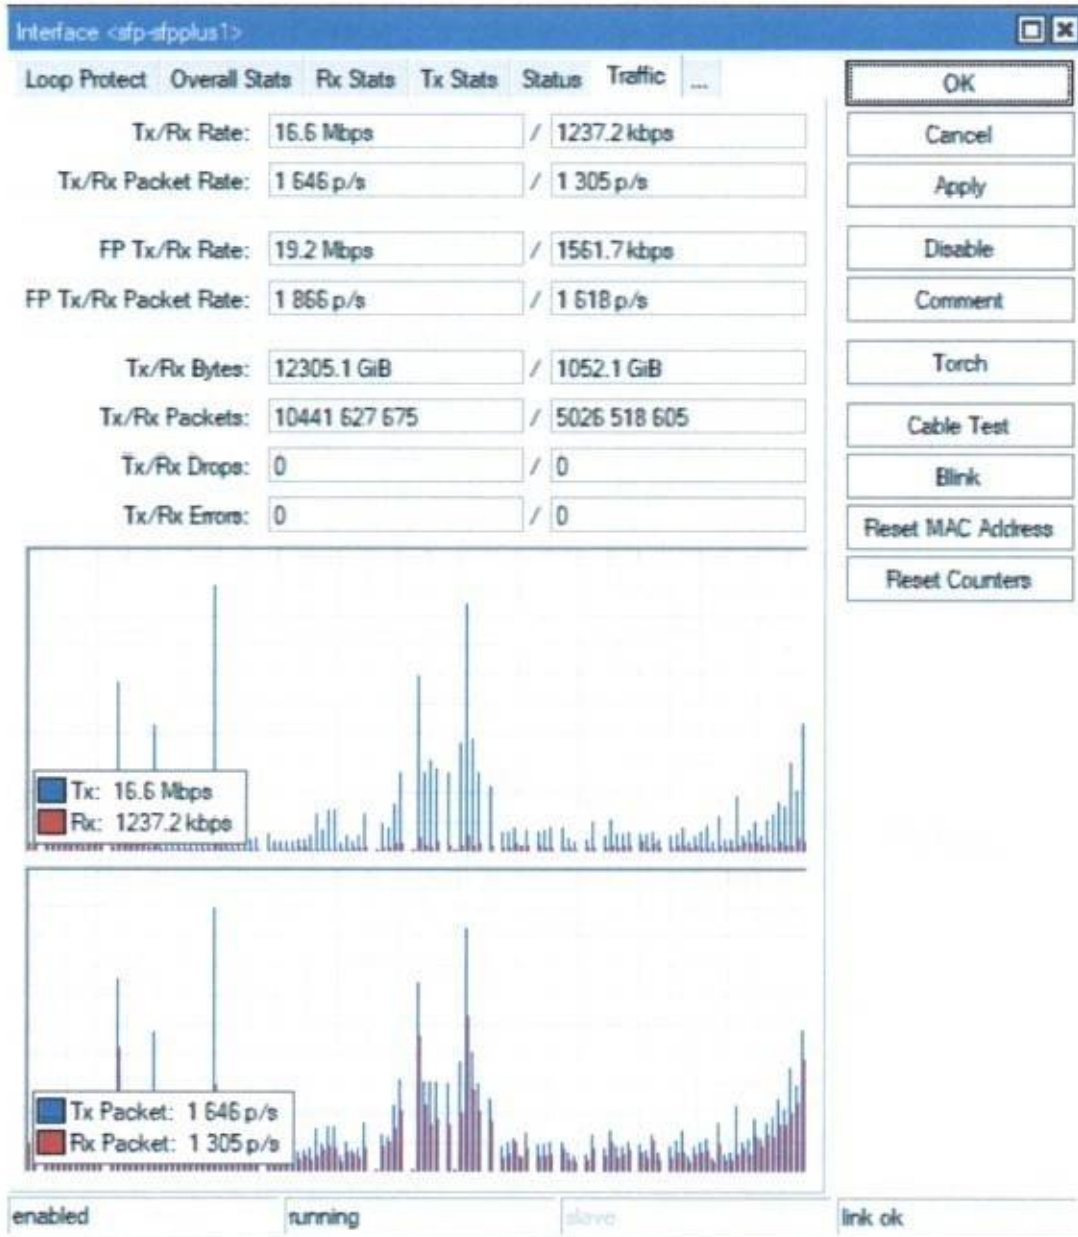 Interface <sfp-sfpplus1>
Loop Protect Overall Stats Rx Stats Tx Stats Status Traffic ...
Tx/Rx Rate: 16.6 Mbps / 1237.2 kbps
Tx/Rx Packet Rate: 1 646 p/s / 1 305 p/s
FP Tx/Rx Rate: 19.2 Mbps / 1561.7 kbps
FP Tx/Rx Packet Rate: 1 866 p/s / 1 618 p/s
Tx/Rx Bytes: 12305.1 GiB / 1052.1 GiB
Tx/Rx Packets: 10441 627 675 / 5026 518 605
Tx/Rx Drops: 0 / 0
Tx/Rx Errors: 0 / 0
OK
Cancel
Apply
Disable
Comment
Torch
Cable Test
Blink
Reset MAC Address
Reset Counters
Tx: 16.6 Mbps
Rx: 1237.2 kbps
Tx Packet: 1 646 p/s
Rx Packet: 1 305 p/s
enabled running slave link ok